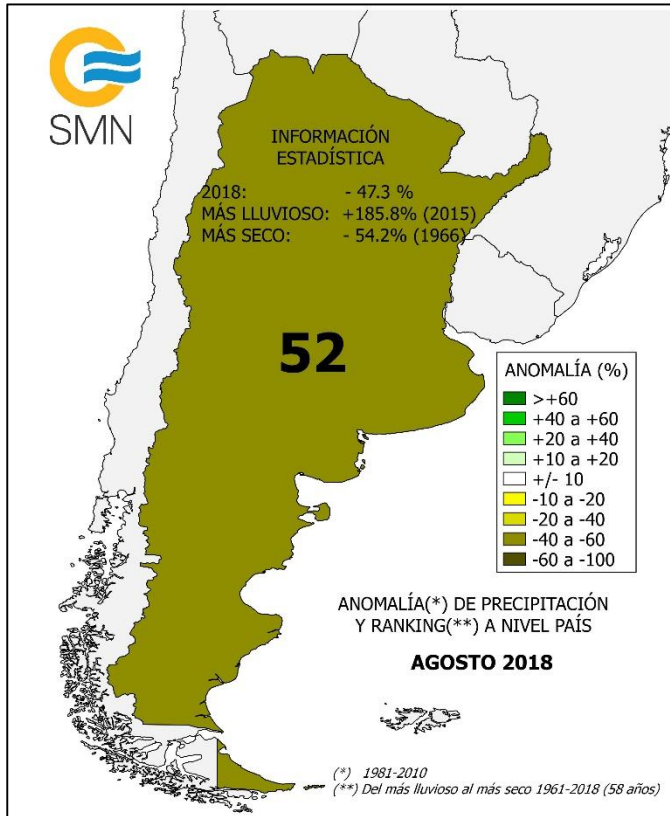 SMN
INFORMACIÓN
ESTADÍSTICA
2018: - 47.3 %
MÁS LLUVIOSO: +185.8% (2015)
MÁS SECO: - 54.2% (1966)
52
ANOMALÍA (%)
>+60
+40 a +60
+20 a +40
+10 a +20
+/- 10
-10 a -20
-20 a -40
-40 a -60
-60 a -100
ANOMALÍA(*) DE PRECIPITACIÓN
Y RANKING(**) A NIVEL PAÍS
AGOSTO 2018
(*) 1981-2010
(**) Del más lluvioso al más seco 1961-2018 (58 años)